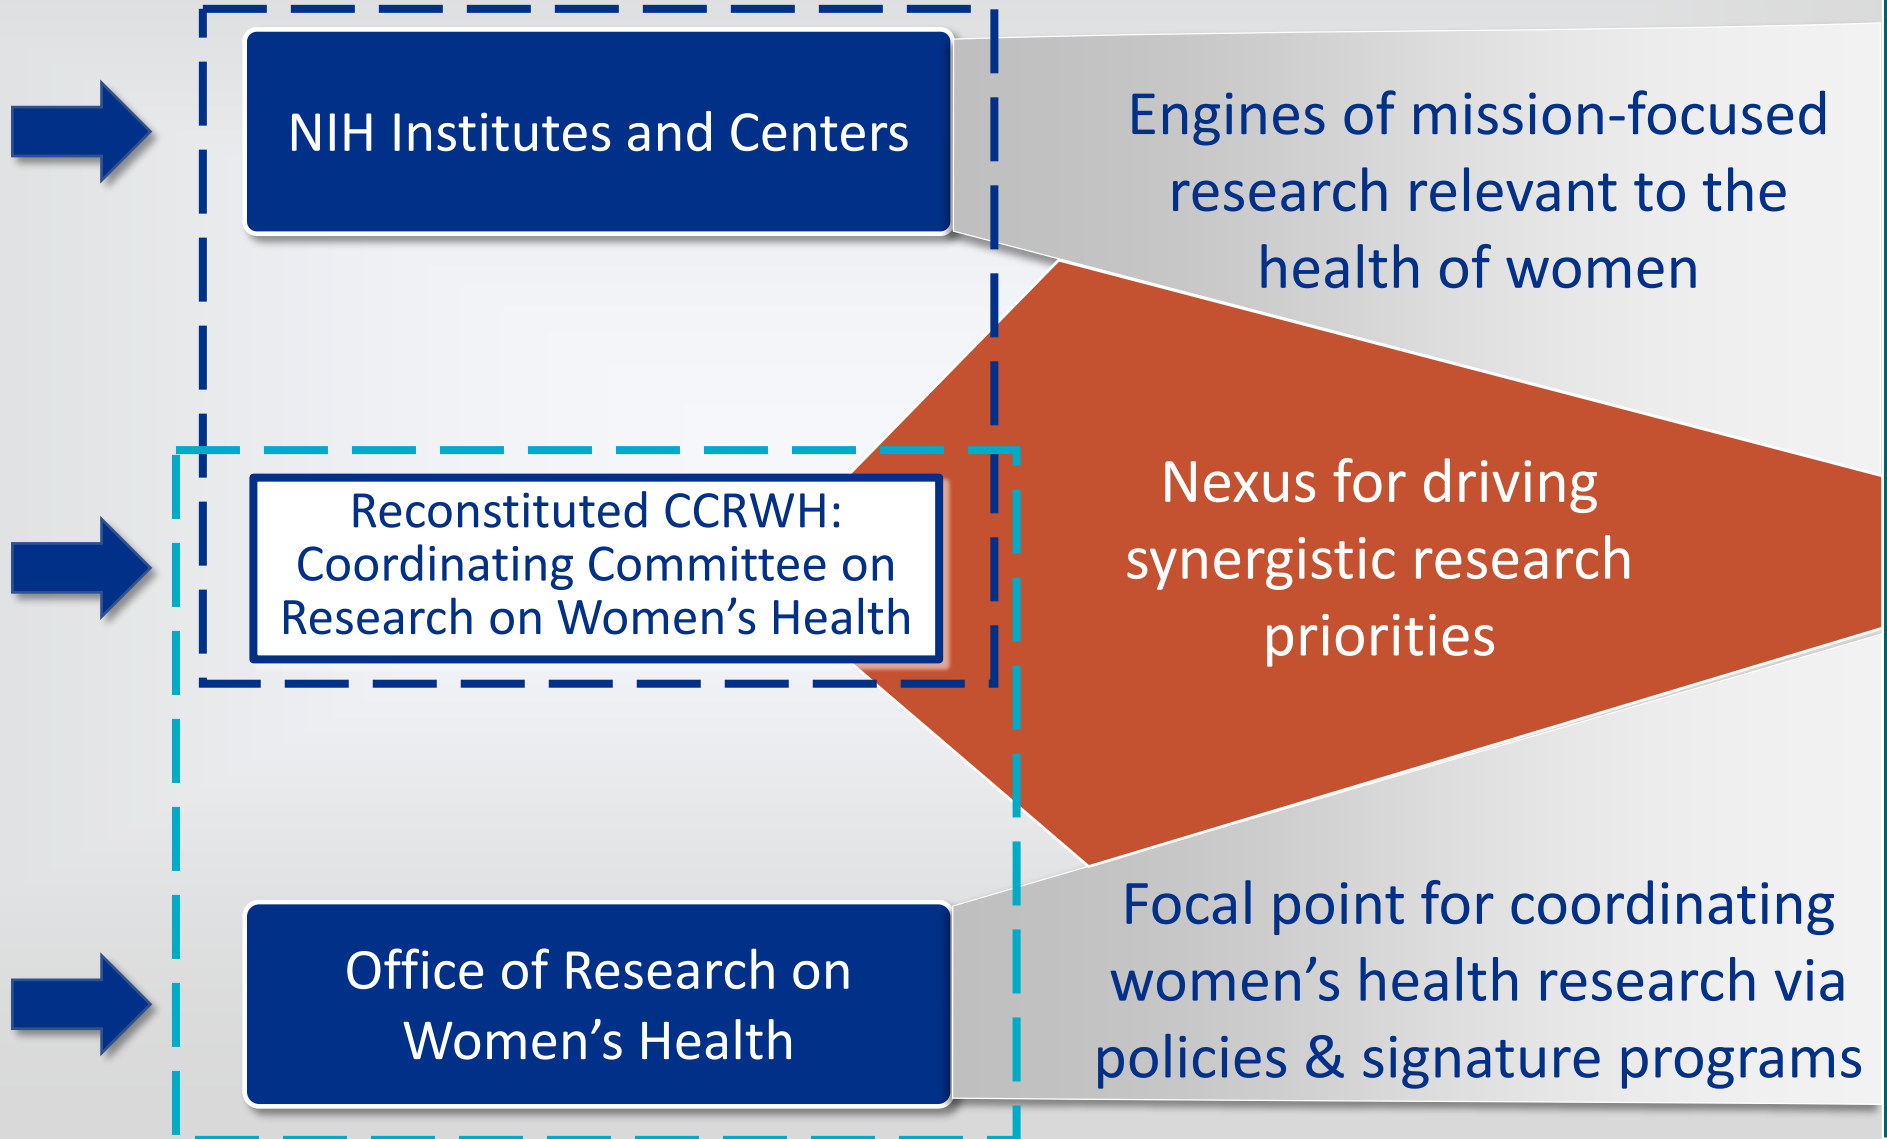 NIH Institutes and Centers
Engines of mission-focused
research relevant to the
health of women
Reconstituted CCRWH:
Coordinating Committee on
Research on Women’s Health
Nexus for driving
synergistic research
priorities
Office of Research on
Women’s Health
Focal point for coordinating
women’s health research via
policies & signature programs